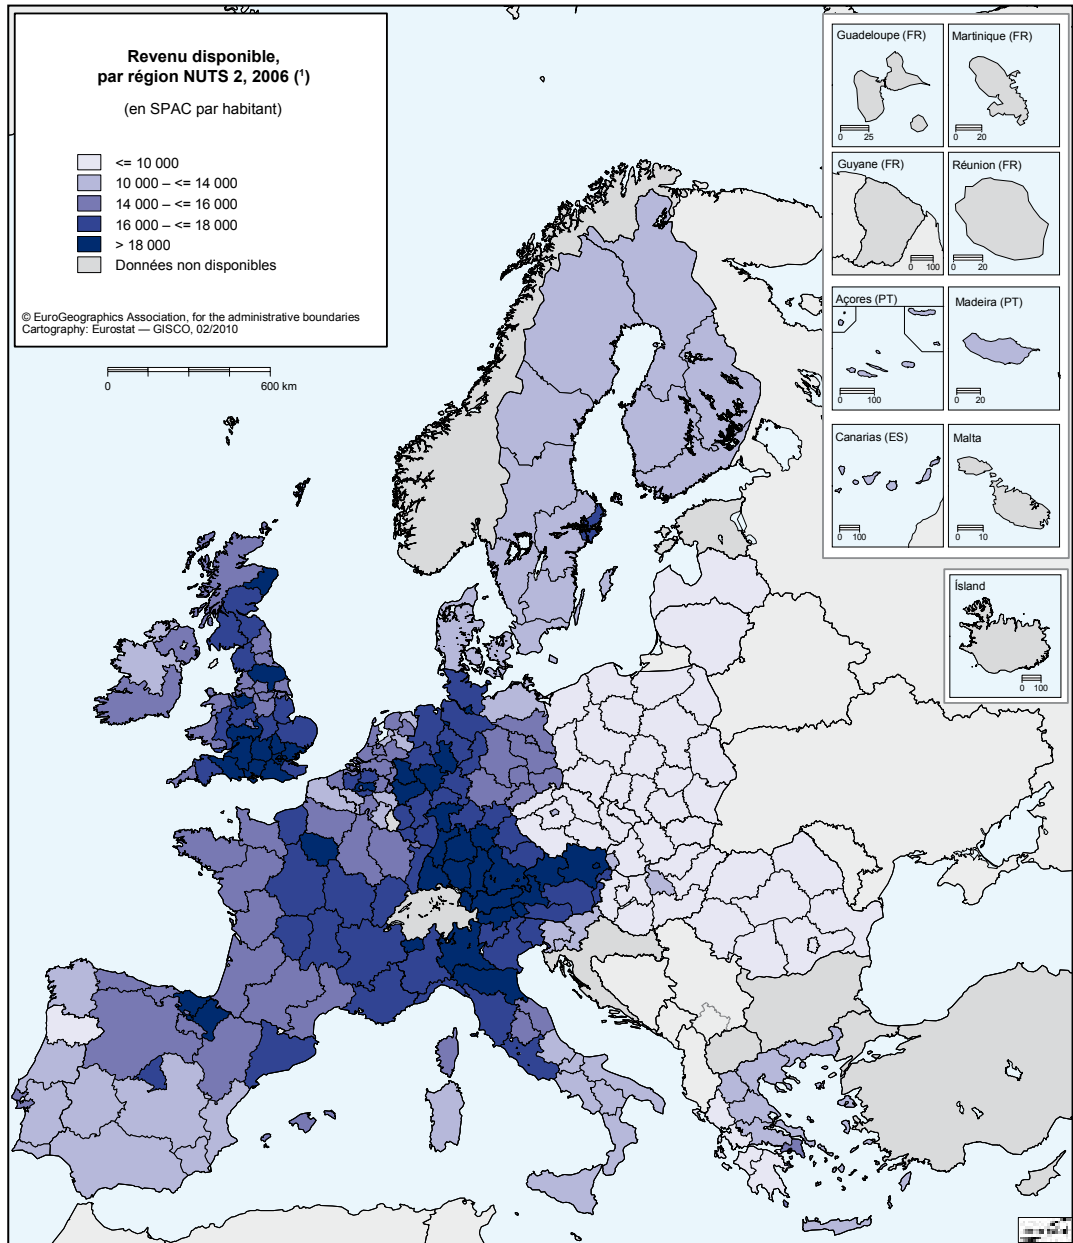 Revenu disponible,
par région NUTS 2, 2006 (¹)
(en SPAC par habitant)
<= 10 000
10 000 – <= 14 000
14 000 – <= 16 000
16 000 – <= 18 000
> 18 000
Données non disponibles
© EuroGeographics Association, for the administrative boundaries
Cartography: Eurostat — GISCO, 02/2010
0 600 km
Guadeloupe (FR)
0 25
Martinique (FR)
0 20
Guyane (FR)
0 100
Réunion (FR)
0 20
Açores (PT)
0 100
Madeira (PT)
0 20
Canarias (ES)
0 100
Malta
0 10
Ísland
0 100